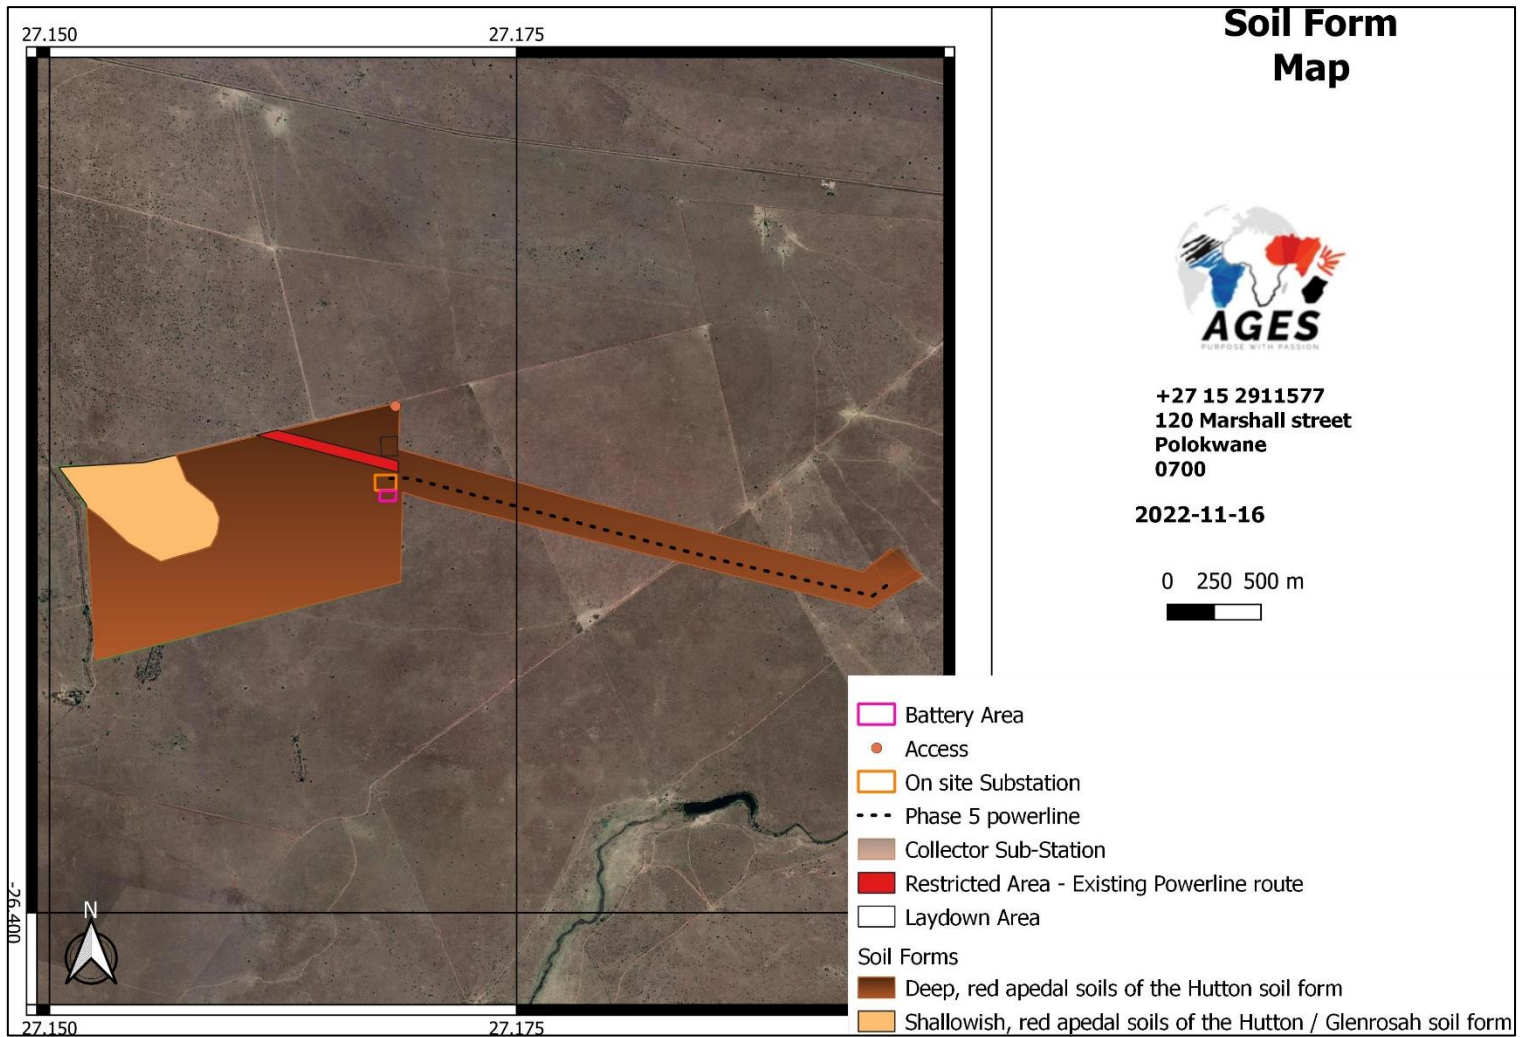 27.150
27.175
Soil Form
Map
AGES
PURPOSE WITH PASSION
+27 15 2911577
120 Marshall street
Polokwane
0700
2022-11-16
0 250 500 m
Battery Area
Access
On site Substation
Phase 5 powerline
Collector Sub-Station
Restricted Area - Existing Powerline route
Laydown Area
Soil Forms
Deep, red apedal soils of the Hutton soil form
Shallowish, red apedal soils of the Hutton / Glenrosah soil form
-26.400
N
27.150
27.175